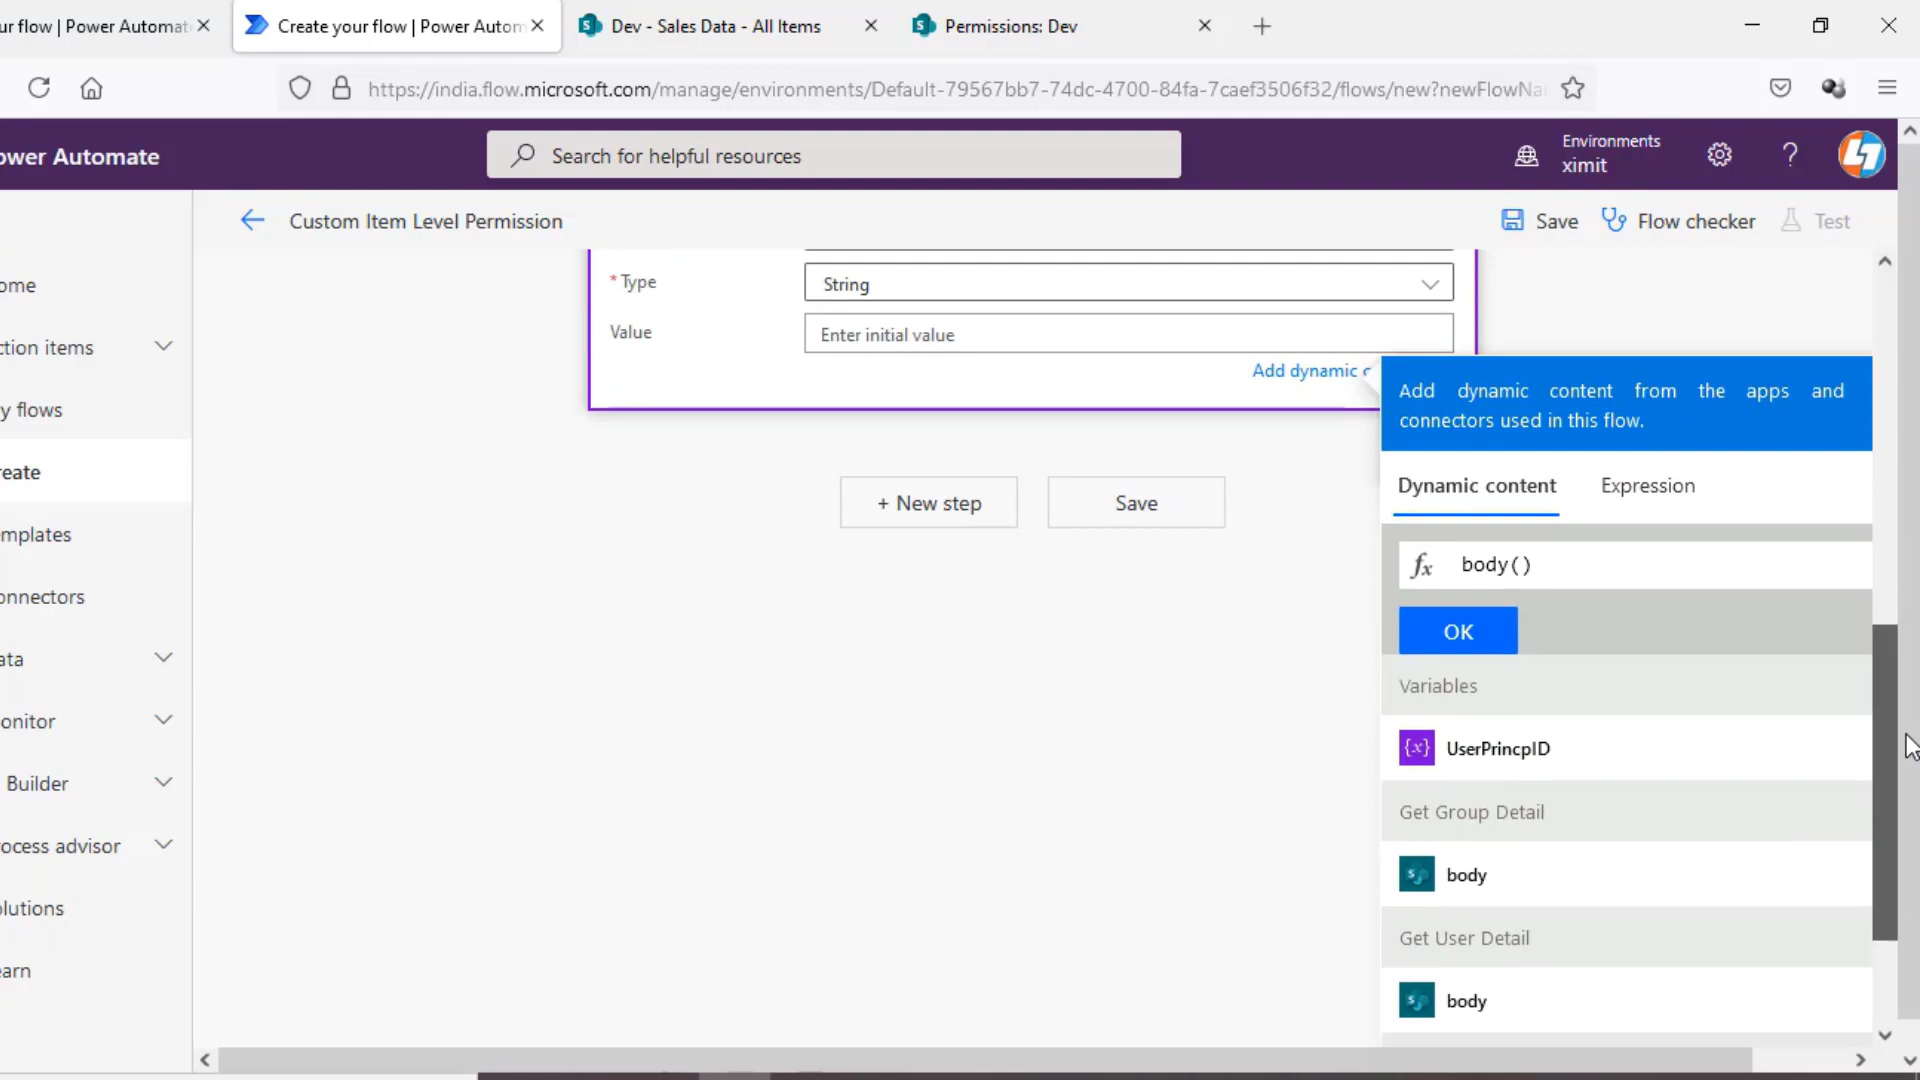 ur flow | Power Automat
Create your flow | Power Autom
Dev - Sales Data - All Items
Permissions: Dev
https://india.flow.microsoft.com/manage/environments/Default-79567bb7-74dc-4700-84fa-7caef3506f32/flows/new?newFlowNa
ower Automate
Search for helpful resources
Environments
ximit
Custom Item Level Permission
Save
Flow checker
Test
ome
ction items
y flows
reate
mplates
onnectors
ata
onitor
Builder
ocess advisor
olutions
arn
* Type
String
Value
Enter initial value
Add dynamic c
+ New step
Save
Add dynamic content from the apps and
connectors used in this flow.
Dynamic content
Expression
fx body()
OK
Variables
{x} UserPrincpID
Get Group Detail
s body
Get User Detail
s body